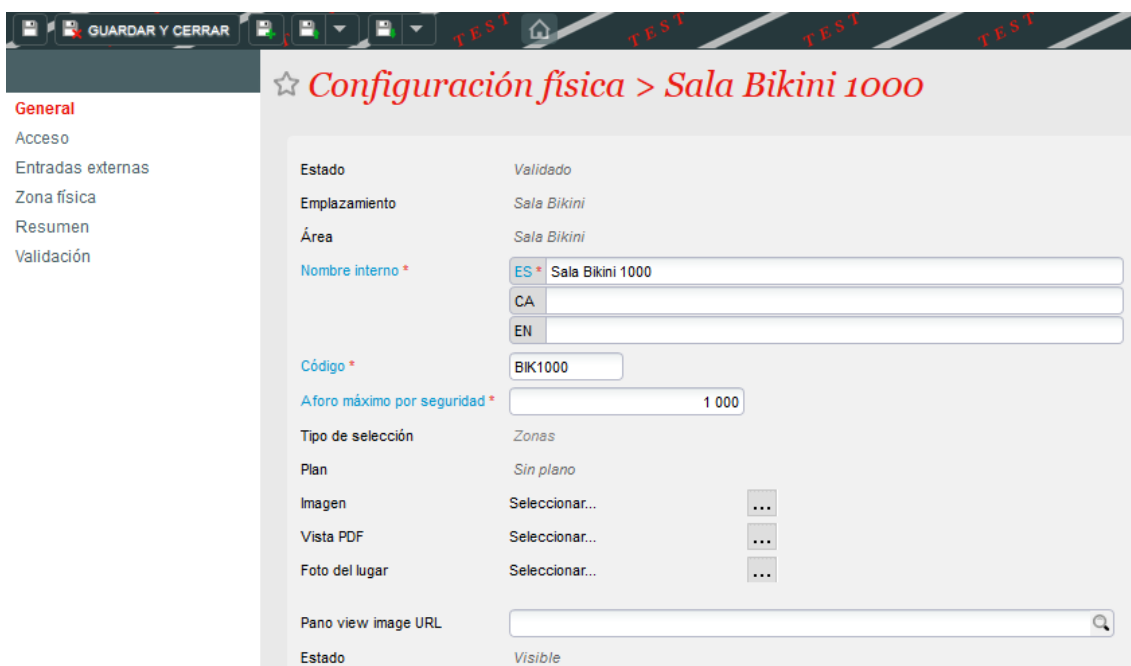 GUARDAR Y CERRAR
TEST TEST TEST TEST
Configuración física > Sala Bikini 1000
General
Acceso
Entradas externas
Zona física
Resumen
Validación
Estado Validado
Emplazamiento Sala Bikini
Área Sala Bikini
Nombre interno * ES * Sala Bikini 1000
CA
EN
Código * BIK1000
Aforo máximo por seguridad * 1 000
Tipo de selección Zonas
Plan Sin plano
Imagen Seleccionar... ...
Vista PDF Seleccionar... ...
Foto del lugar Seleccionar... ...
Pano view image URL
Estado Visible